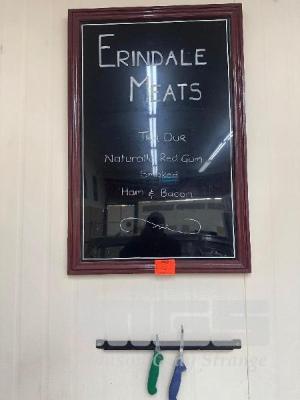 ERINDALE
MEATS
Try Our
Naturally Red Gum
Smoked
Ham & Bacon